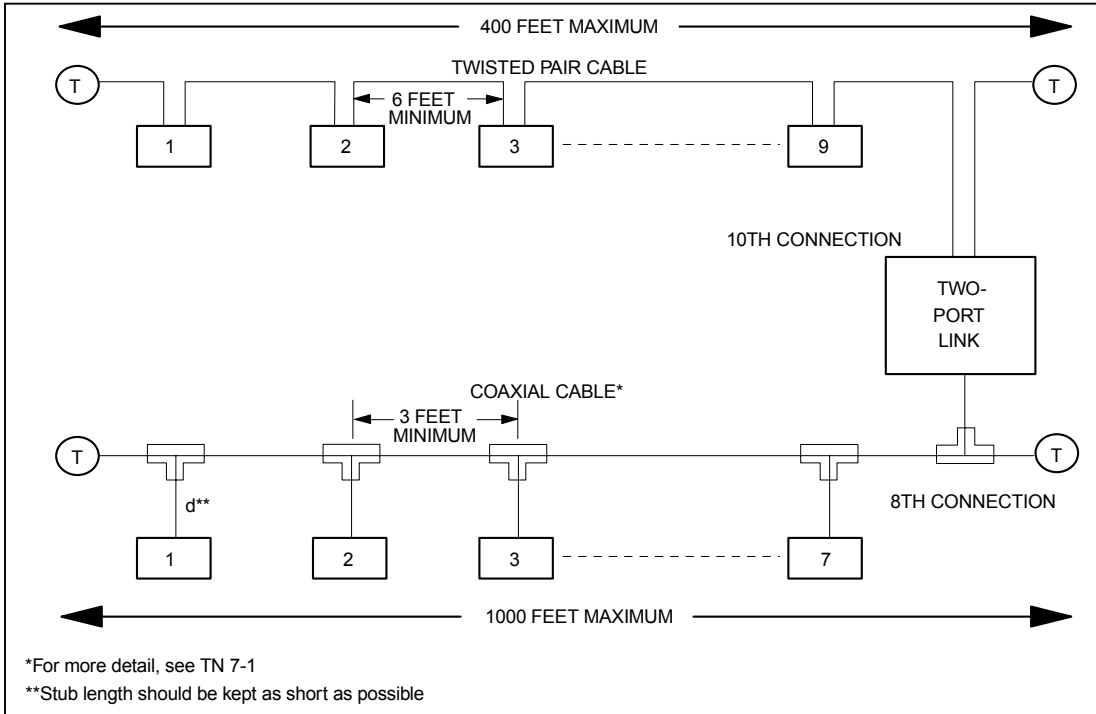 400 FEET MAXIMUM
TWISTED PAIR CABLE
T
T
6 FEET
MINIMUM
1
2
3
9
10TH CONNECTION
TWO-
PORT
LINK
COAXIAL CABLE*
3 FEET
MINIMUM
T
T
d**
8TH CONNECTION
1
2
3
7
1000 FEET MAXIMUM
*For more detail, see TN 7-1
**Stub length should be kept as short as possible